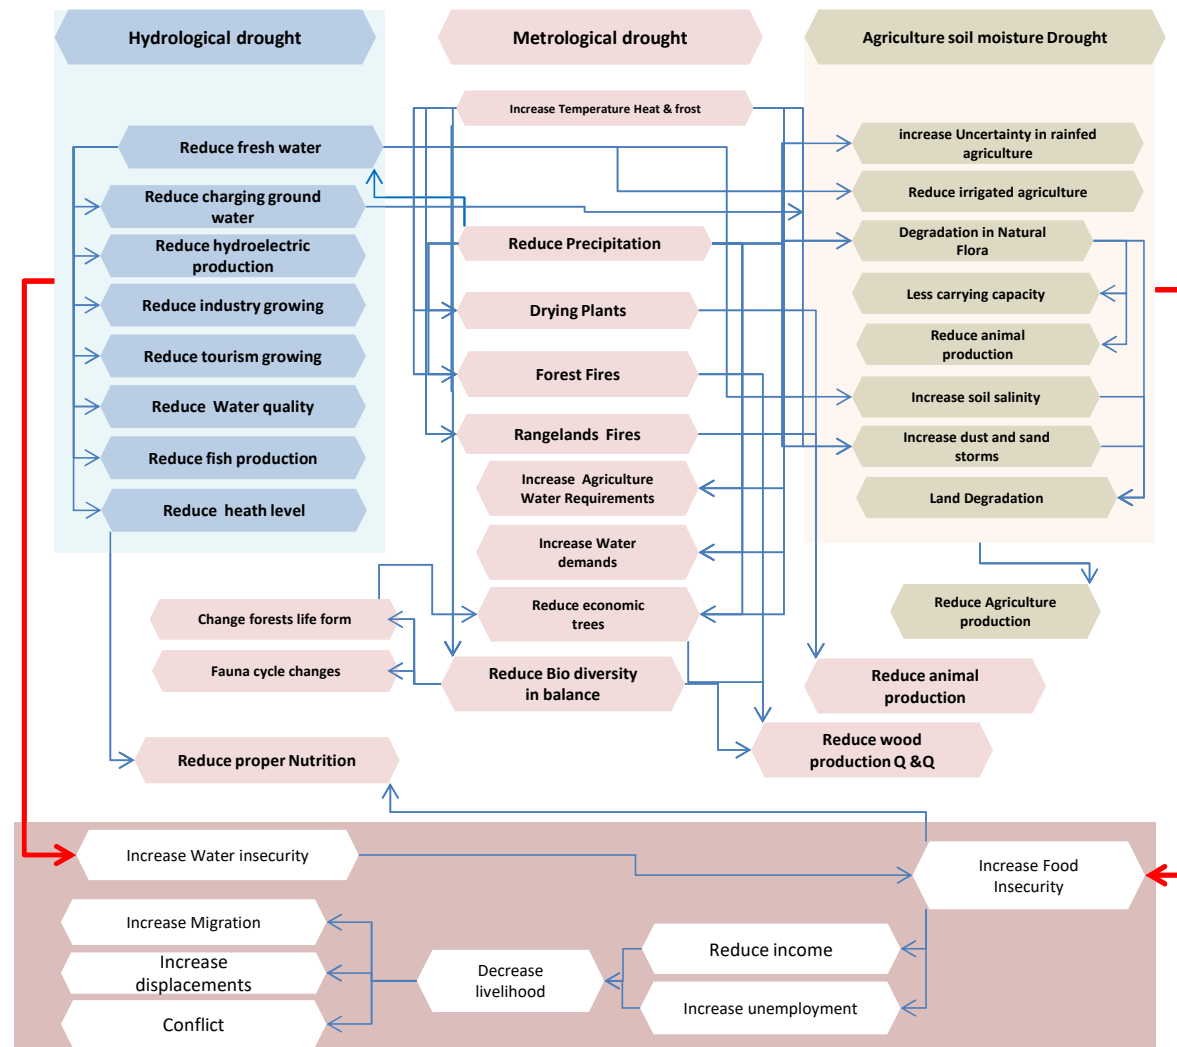 Hydrological drought
Metrological drought
Agriculture soil moisture Drought
Increase Temperature Heat & frost
Reduce fresh water
increase Uncertainty in rainfed
agriculture
Reduce charging ground
water
Reduce irrigated agriculture
Reduce hydroelectric
production
Reduce Precipitation
Degradation in Natural
Flora
Reduce industry growing
Drying Plants
Less carrying capacity
Reduce tourism growing
Forest Fires
Reduce animal
production
Reduce Water quality
Rangelands Fires
Increase soil salinity
Reduce fish production
Increase Agriculture
Water Requirements
Increase dust and sand
storms
Reduce heath level
Increase Water
demands
Land Degradation
Change forests life form
Reduce economic
trees
Reduce Agriculture
production
Fauna cycle changes
Reduce Bio diversity
in balance
Reduce animal
production
Reduce proper Nutrition
Reduce wood
production Q &Q
Increase Water insecurity
Increase Food
Insecurity
Increase Migration
Reduce income
Increase
displacements
Decrease
livelihood
Increase unemployment
Conflict